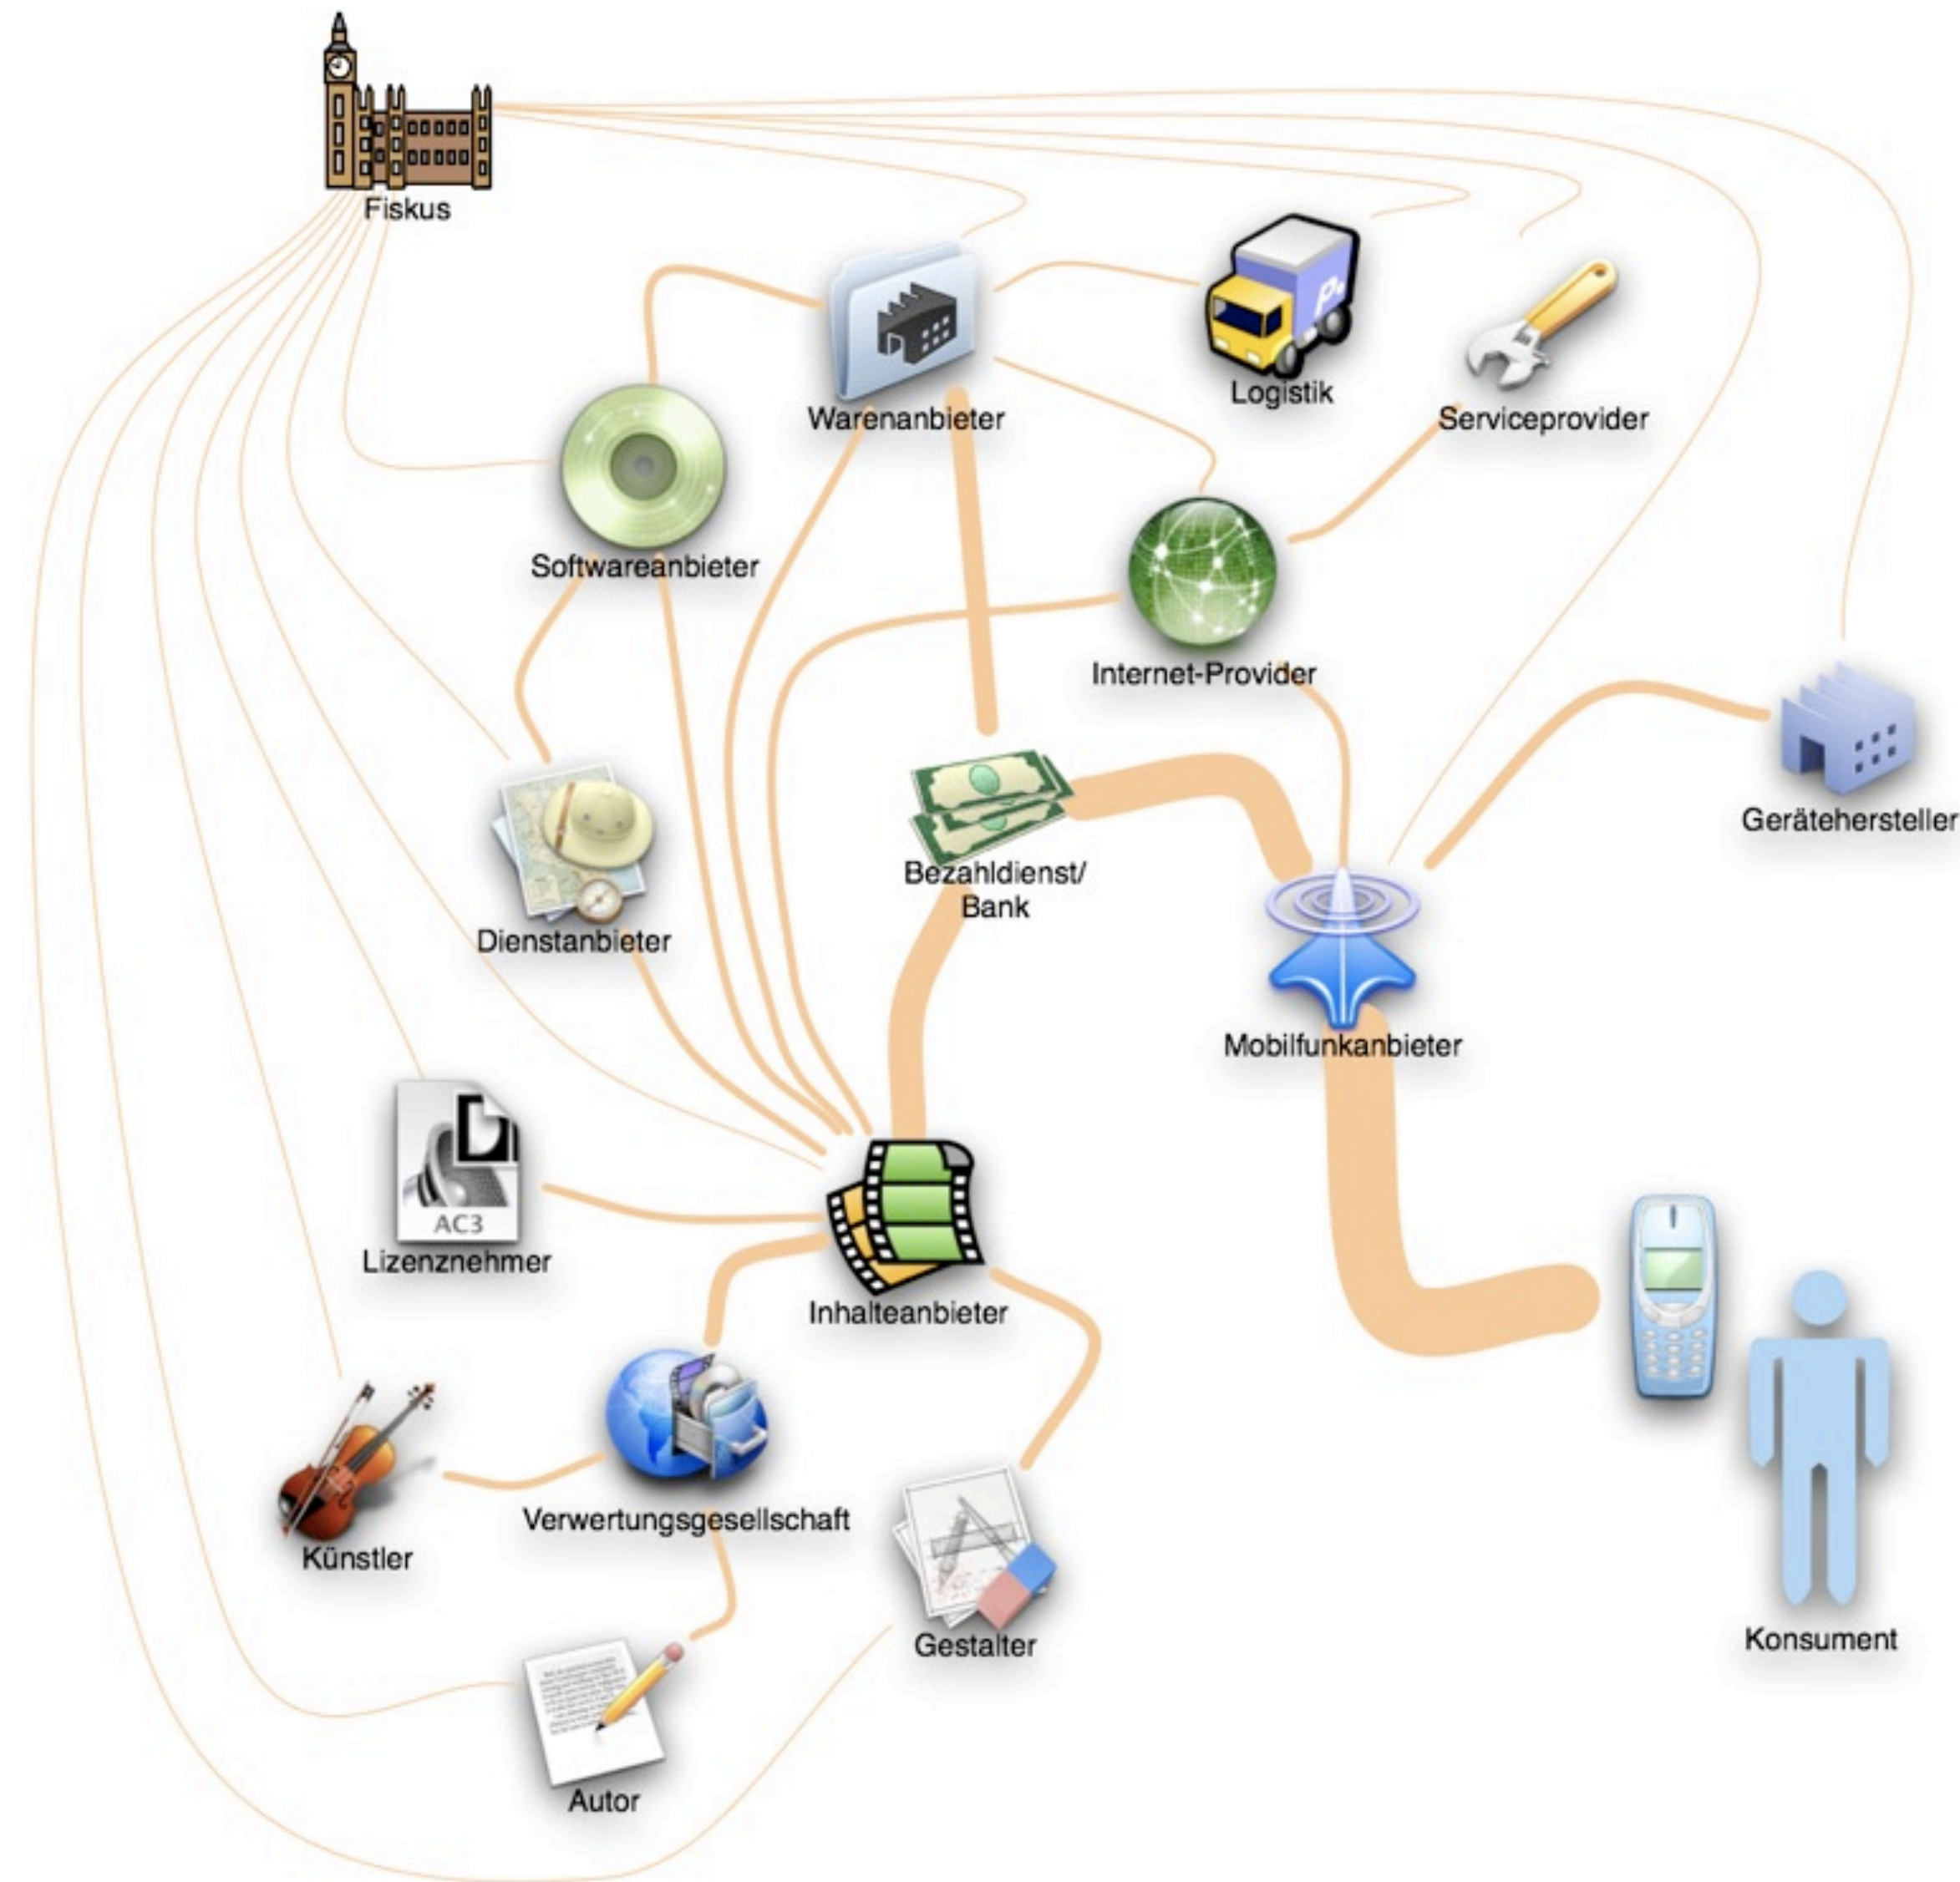 Fiskus
Logistik
Warenanbieter
Serviceprovider
Softwareanbieter
Internet-Provider
Gerätehersteller
Bezahldienst/
Bank
Dienstanbieter
Mobilfunkanbieter
AC3
Lizenznehmer
Inhalteanbieter
Verwertungsgesellschaft
Künstler
Gestalter
Konsument
Autor